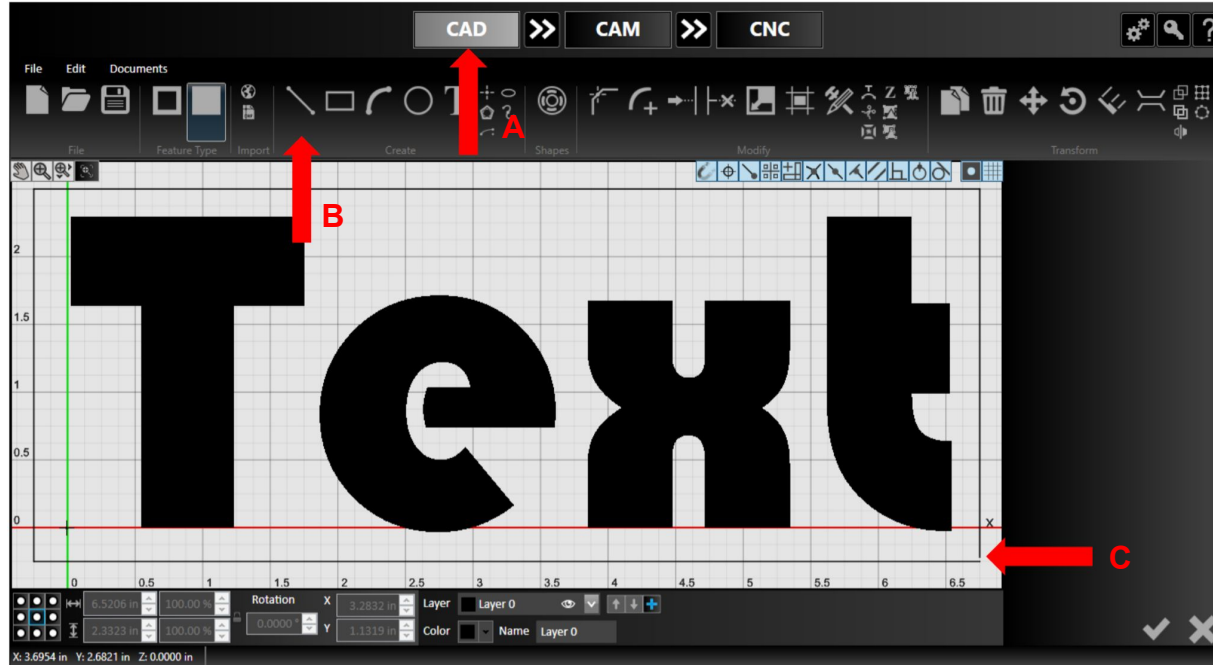 CAD >> CAM >> CNC ?
File Edit Documents
T
A
File Feature Type Import Create Shapes Modify Transform
B
2
Text
1.5
1
0.5
0
X
C
0 0.5 1 1.5 2 2.5 3 3.5 4 4.5 5 5.5 6 6.5
6.5206 in 100.00 % Rotation X 3.2832 in Layer Layer 0
2.3323 in 100.00 % 0.0000 ° Y 1.1319 in Color Name Layer 0
X: 3.6954 in Y: 2.6821 in Z: 0.0000 in